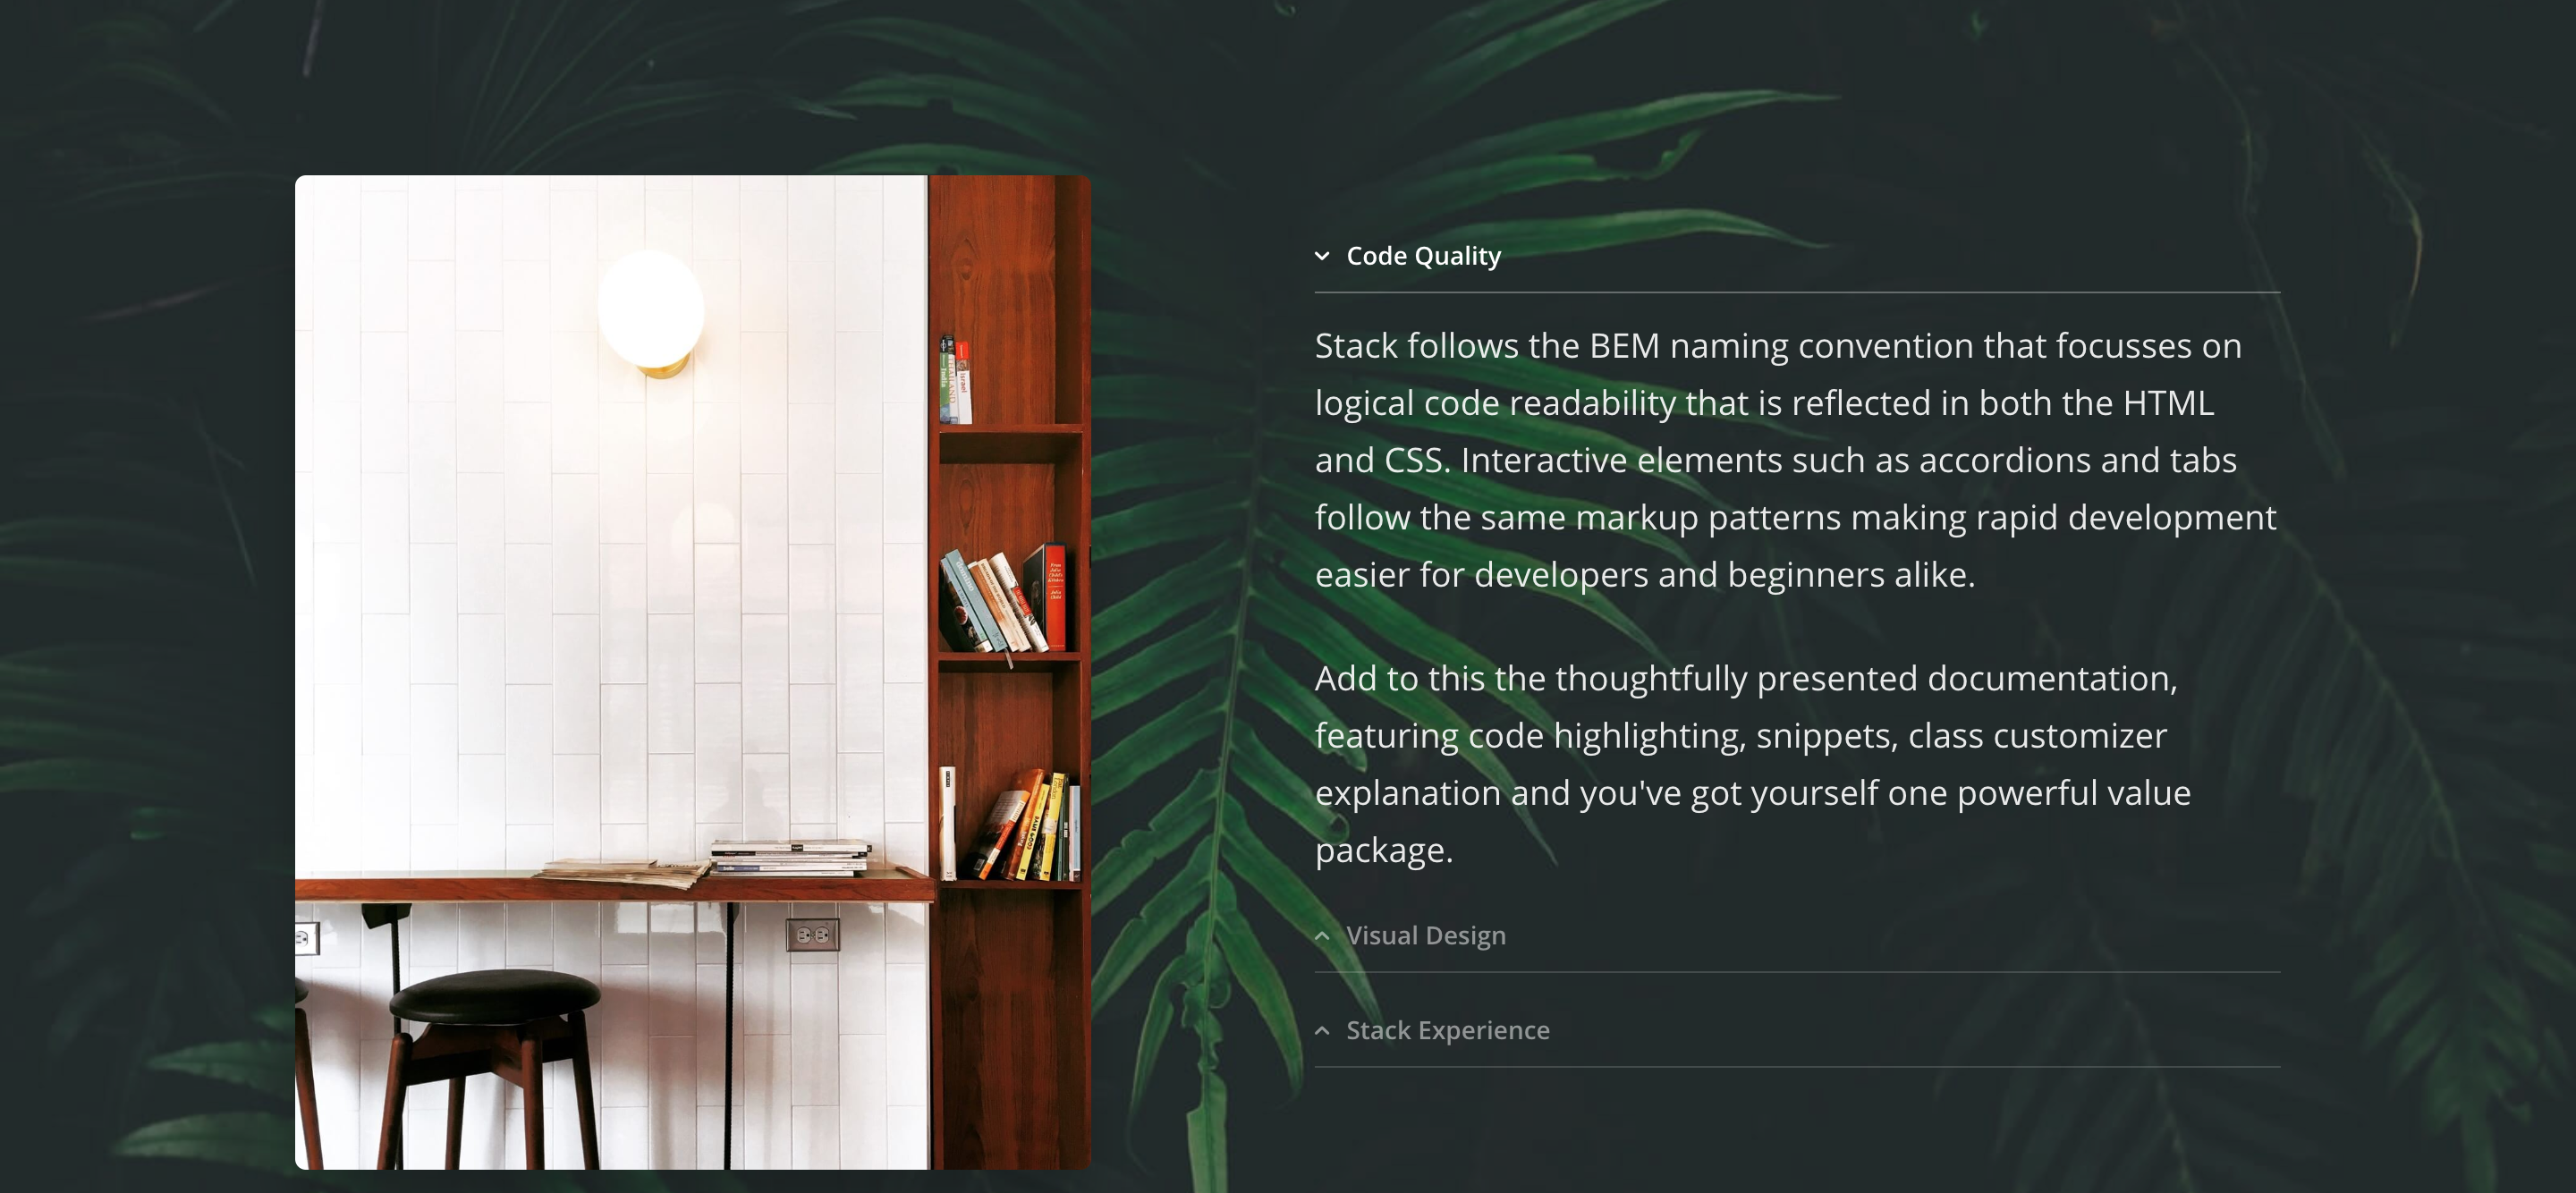 Code Quality
Stack follows the BEM naming convention that focusses on
logical code readability that is reflected in both the HTML
and CSS. Interactive elements such as accordions and tabs
follow the same markup patterns making rapid development
easier for developers and beginners alike.
Add to this the thoughtfully presented documentation,
featuring code highlighting, snippets, class customizer
explanation and you've got yourself one powerful value
package.
Visual Design
Stack Experience